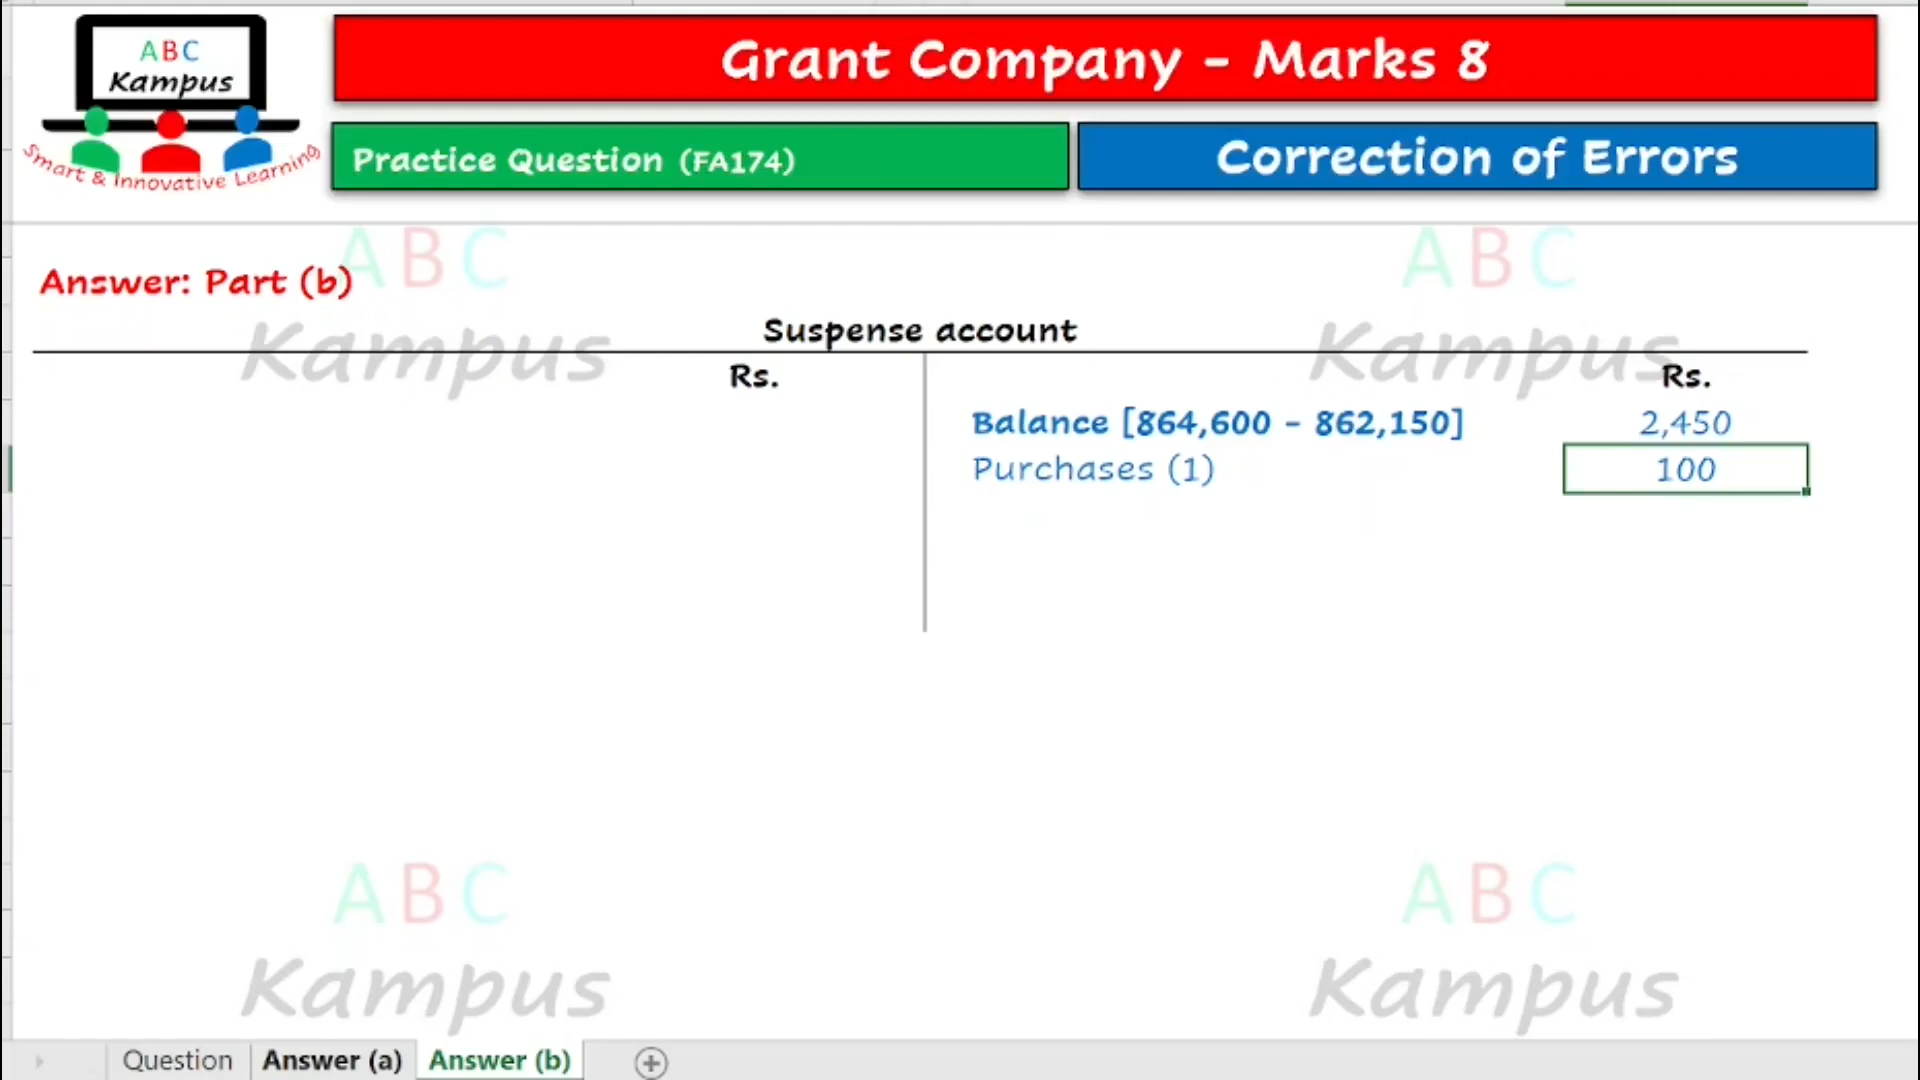 ABC
Kampus
Smart & Innovative Learning
Grant Company - Marks 8
Practice Question (FA174)
Correction of Errors
ABC
Kampus
ABC
Kampus
Answer: Part (b)
Suspense account
Rs.
Rs.
Balance [864,600 - 862,150]
2,450
Purchases (1)
100
ABC
Kampus
ABC
Kampus
Question
Answer (a)
Answer (b)